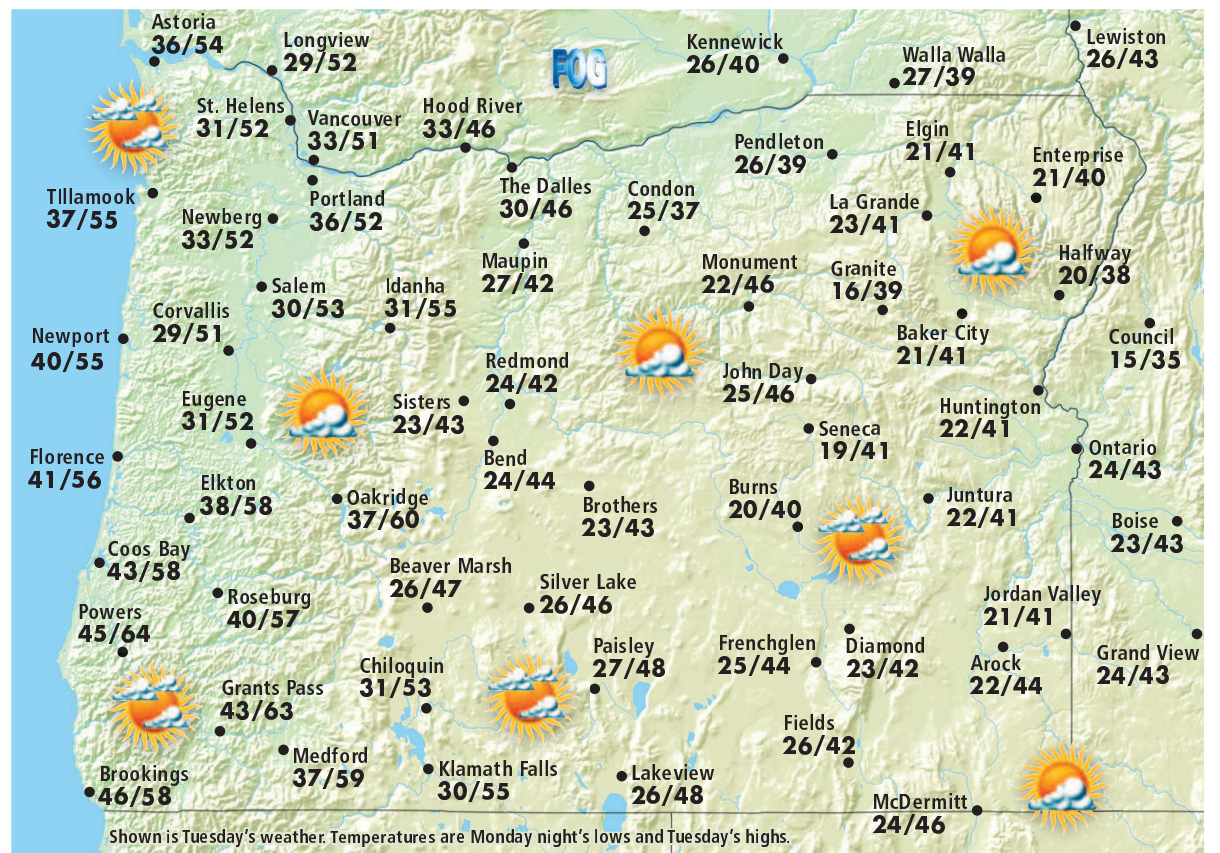 Astoria
36/54
Longview
29/52
FOG
Kennewick
26/40
Walla Walla
27/39
Lewiston
26/43
St. Helens
31/52
Vancouver
33/51
Hood River
33/46
Pendleton
26/39
Elgin
21/41
Enterprise
21/40
TIllamook
37/55
Portland
36/52
Newberg
33/52
The Dalles
30/46
Condon
25/37
La Grande
23/41
Maupin
27/42
Monument
22/46
Granite
16/39
Halfway
20/38
Salem
30/53
Idanha
31/55
Corvallis
29/51
Newport
40/55
Baker City
21/41
Council
15/35
Redmond
24/42
John Day
25/46
Eugene
31/52
Sisters
23/43
Huntington
22/41
Seneca
19/41
Florence
41/56
Bend
24/44
Ontario
24/43
Elkton
38/58
Oakridge
37/60
Brothers
23/43
Burns
20/40
Juntura
22/41
Boise
23/43
Coos Bay
43/58
Beaver Marsh
26/47
Silver Lake
26/46
Roseburg
40/57
Jordan Valley
21/41
Powers
45/64
Paisley
27/48
Frenchglen
25/44
Diamond
23/42
Arock
22/44
Grand View
24/43
Chiloquin
31/53
Grants Pass
43/63
Fields
26/42
Medford
37/59
Klamath Falls
30/55
Lakeview
26/48
Brookings
46/58
McDermitt
24/46
Shown is Tuesday's weather. Temperatures are Monday night's lows and Tuesday's highs.